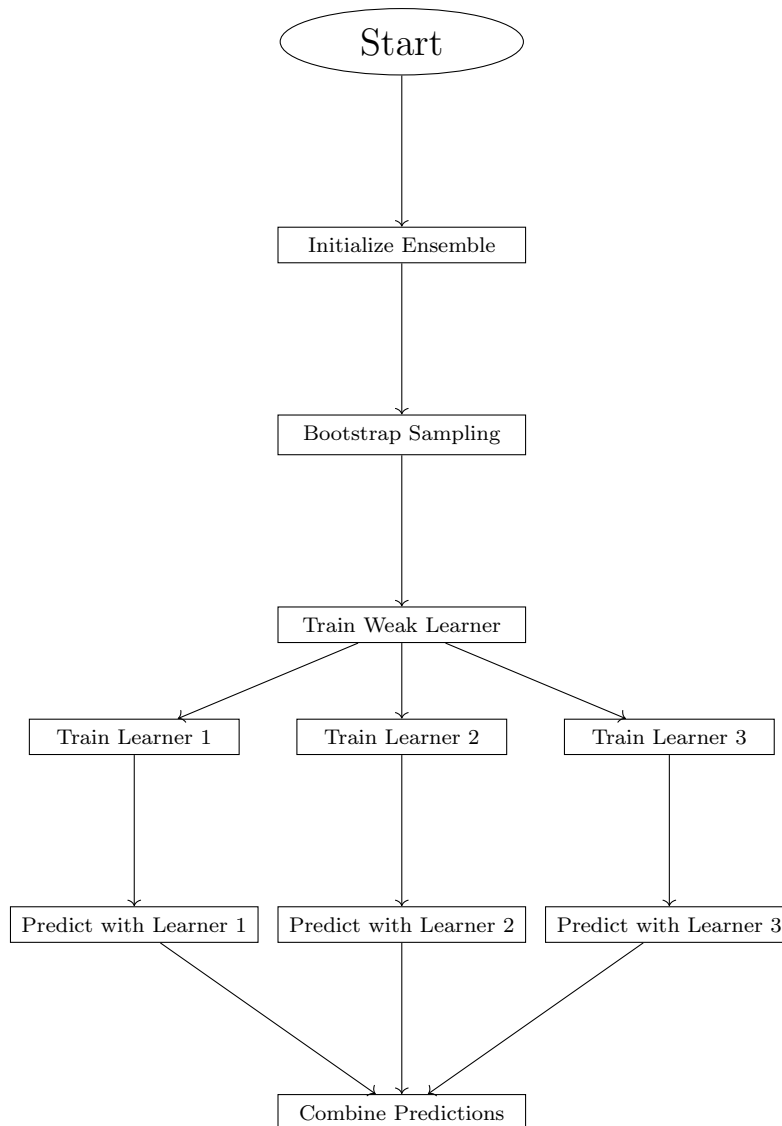 Start
Initialize Ensemble
Bootstrap Sampling
Train Weak Learner
Train Learner 1
Train Learner 2
Train Learner 3
Predict with Learner 1
Predict with Learner 2
Predict with Learner 3
Combine Predictions